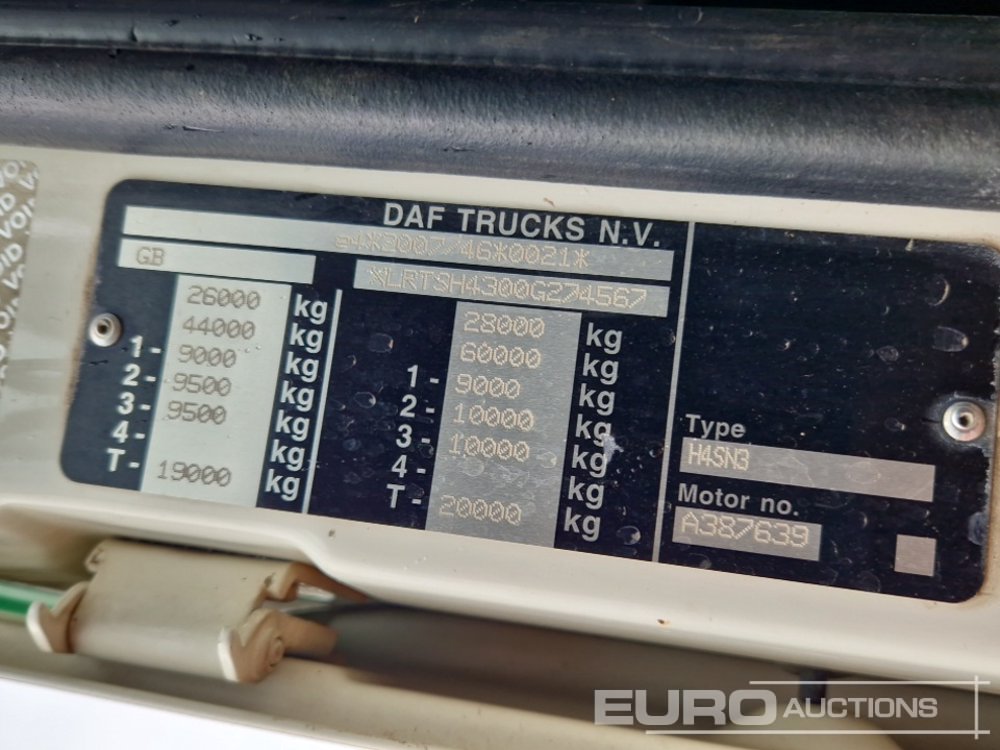 DAF TRUCKS N.V.
e4*2007/46*0021*
GB
*LRTSH4300G274567
26000 kg
44000 kg
1- 9000 kg
2- 9500 kg
3- 9500 kg
4- kg
T- 19000 kg
28000 kg
60000 kg
1- 9000 kg
2- 10000 kg
3- 10000 kg
4- kg
T- 20000 kg
Type
H4SN3
Motor no.
A387639
EURO AUCTIONS